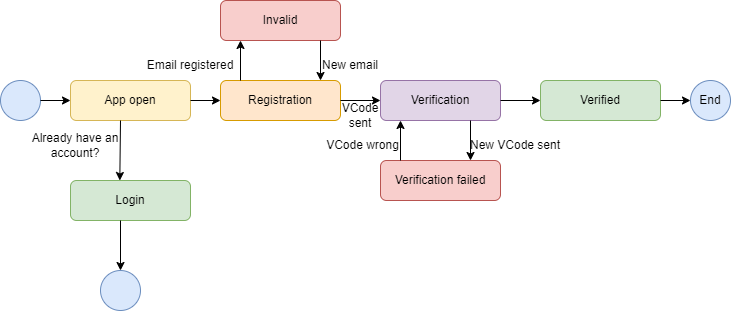 Invalid
Email registered
New email
App open
Registration
VCode
sent
Verification
Verified
End
Already have an
account?
VCode wrong
New VCode sent
Login
Verification failed